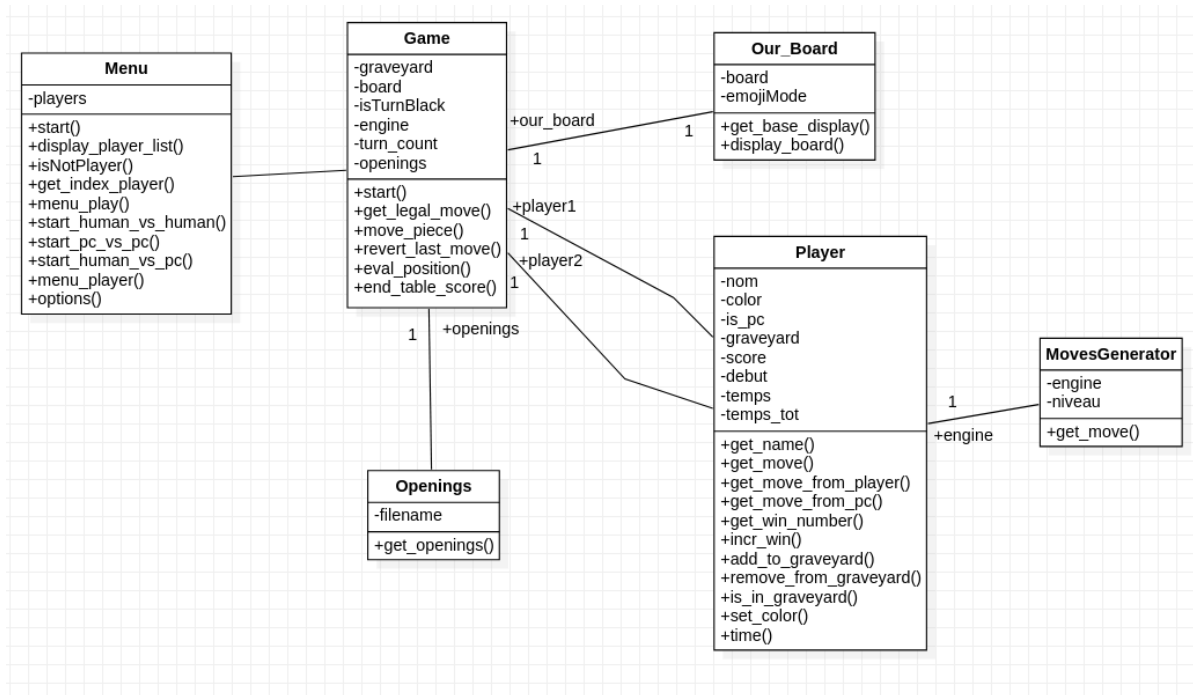 Menu
-players
+start()
+display_player_list()
+isNotPlayer()
+get_index_player()
+menu_play()
+start_human_vs_human()
+start_pc_vs_pc()
+start_human_vs_pc()
+menu_player()
+options()
Game
-graveyard
-board
-isTurnBlack
-engine
-turn_count
-openings
+start()
+get_legal_move()
+move_piece()
+revert_last_move()
+eval_position()
+end_table_score()
+our_board
1
1
Our_Board
-board
-emojiMode
+get_base_display()
+display_board()
+player1
1
+player2
1
1
+openings
Openings
-filename
+get_openings()
Player
-nom
-color
-is_pc
-graveyard
-score
-debut
-temps
-temps_tot
+get_name()
+get_move()
+get_move_from_player()
+get_move_from_pc()
+get_win_number()
+incr_win()
+add_to_graveyard()
+remove_from_graveyard()
+is_in_graveyard()
+set_color()
+time()
1
+engine
MovesGenerator
-engine
-niveau
+get_move()